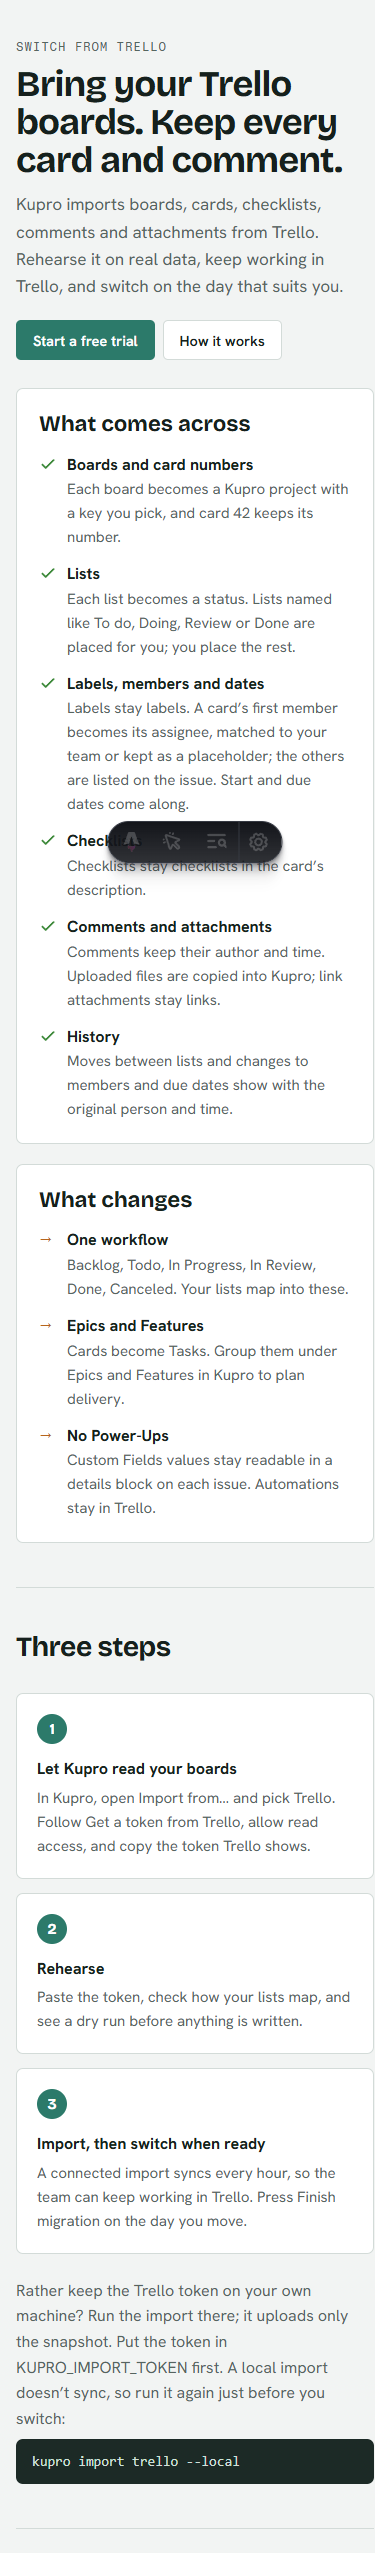 SWITCH FROM TRELLO
Bring your Trello
boards. Keep every
card and comment.
Kupro imports boards, cards, checklists,
comments and attachments from Trello.
Rehearse it on real data, keep working in
Trello, and switch on the day that suits you.
Start a free trial
How it works
What comes across
Boards and card numbers
Each board becomes a Kupro project with
a key you pick, and card 42 keeps its
number.
Lists
Each list becomes a status. Lists named
like To do, Doing, Review or Done are
placed for you; you place the rest.
Labels, members and dates
Labels stay labels. A card’s first member
becomes its assignee, matched to your
team or kept as a placeholder; the others
are listed on the issue. Start and due
dates come along.
Checklists
Checklists stay checklists in the card’s
description.
Comments and attachments
Comments keep their author and time.
Uploaded files are copied into Kupro; link
attachments stay links.
History
Moves between lists and changes to
members and due dates show with the
original person and time.
What changes
→ One workflow
Backlog, Todo, In Progress, In Review,
Done, Canceled. Your lists map into these.
→ Epics and Features
Cards become Tasks. Group them under
Epics and Features in Kupro to plan
delivery.
→ No Power-Ups
Custom Fields values stay readable in a
details block on each issue. Automations
stay in Trello.
Three steps
1
Let Kupro read your boards
In Kupro, open Import from… and pick Trello.
Follow Get a token from Trello, allow read
access, and copy the token Trello shows.
2
Rehearse
Paste the token, check how your lists map, and
see a dry run before anything is written.
3
Import, then switch when ready
A connected import syncs every hour, so the
team can keep working in Trello. Press Finish
migration on the day you move.
Rather keep the Trello token on your own
machine? Run the import there; it uploads only
the snapshot. Put the token in
KUPRO_IMPORT_TOKEN first. A local import
doesn’t sync, so run it again just before you
switch:
kupro import trello --local